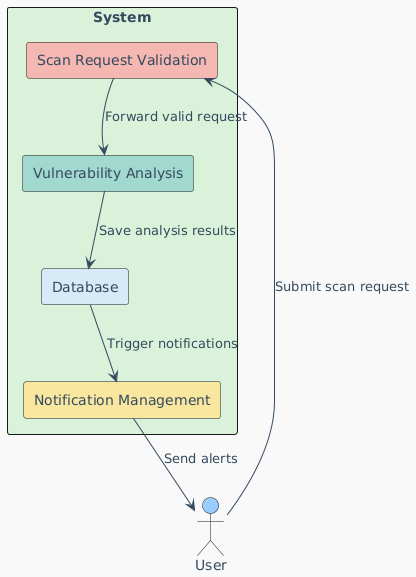 System
Scan Request Validation
Forward valid request
Vulnerability Analysis
Save analysis results
Database
Submit scan request
Trigger notifications
Notification Management
Send alerts
User